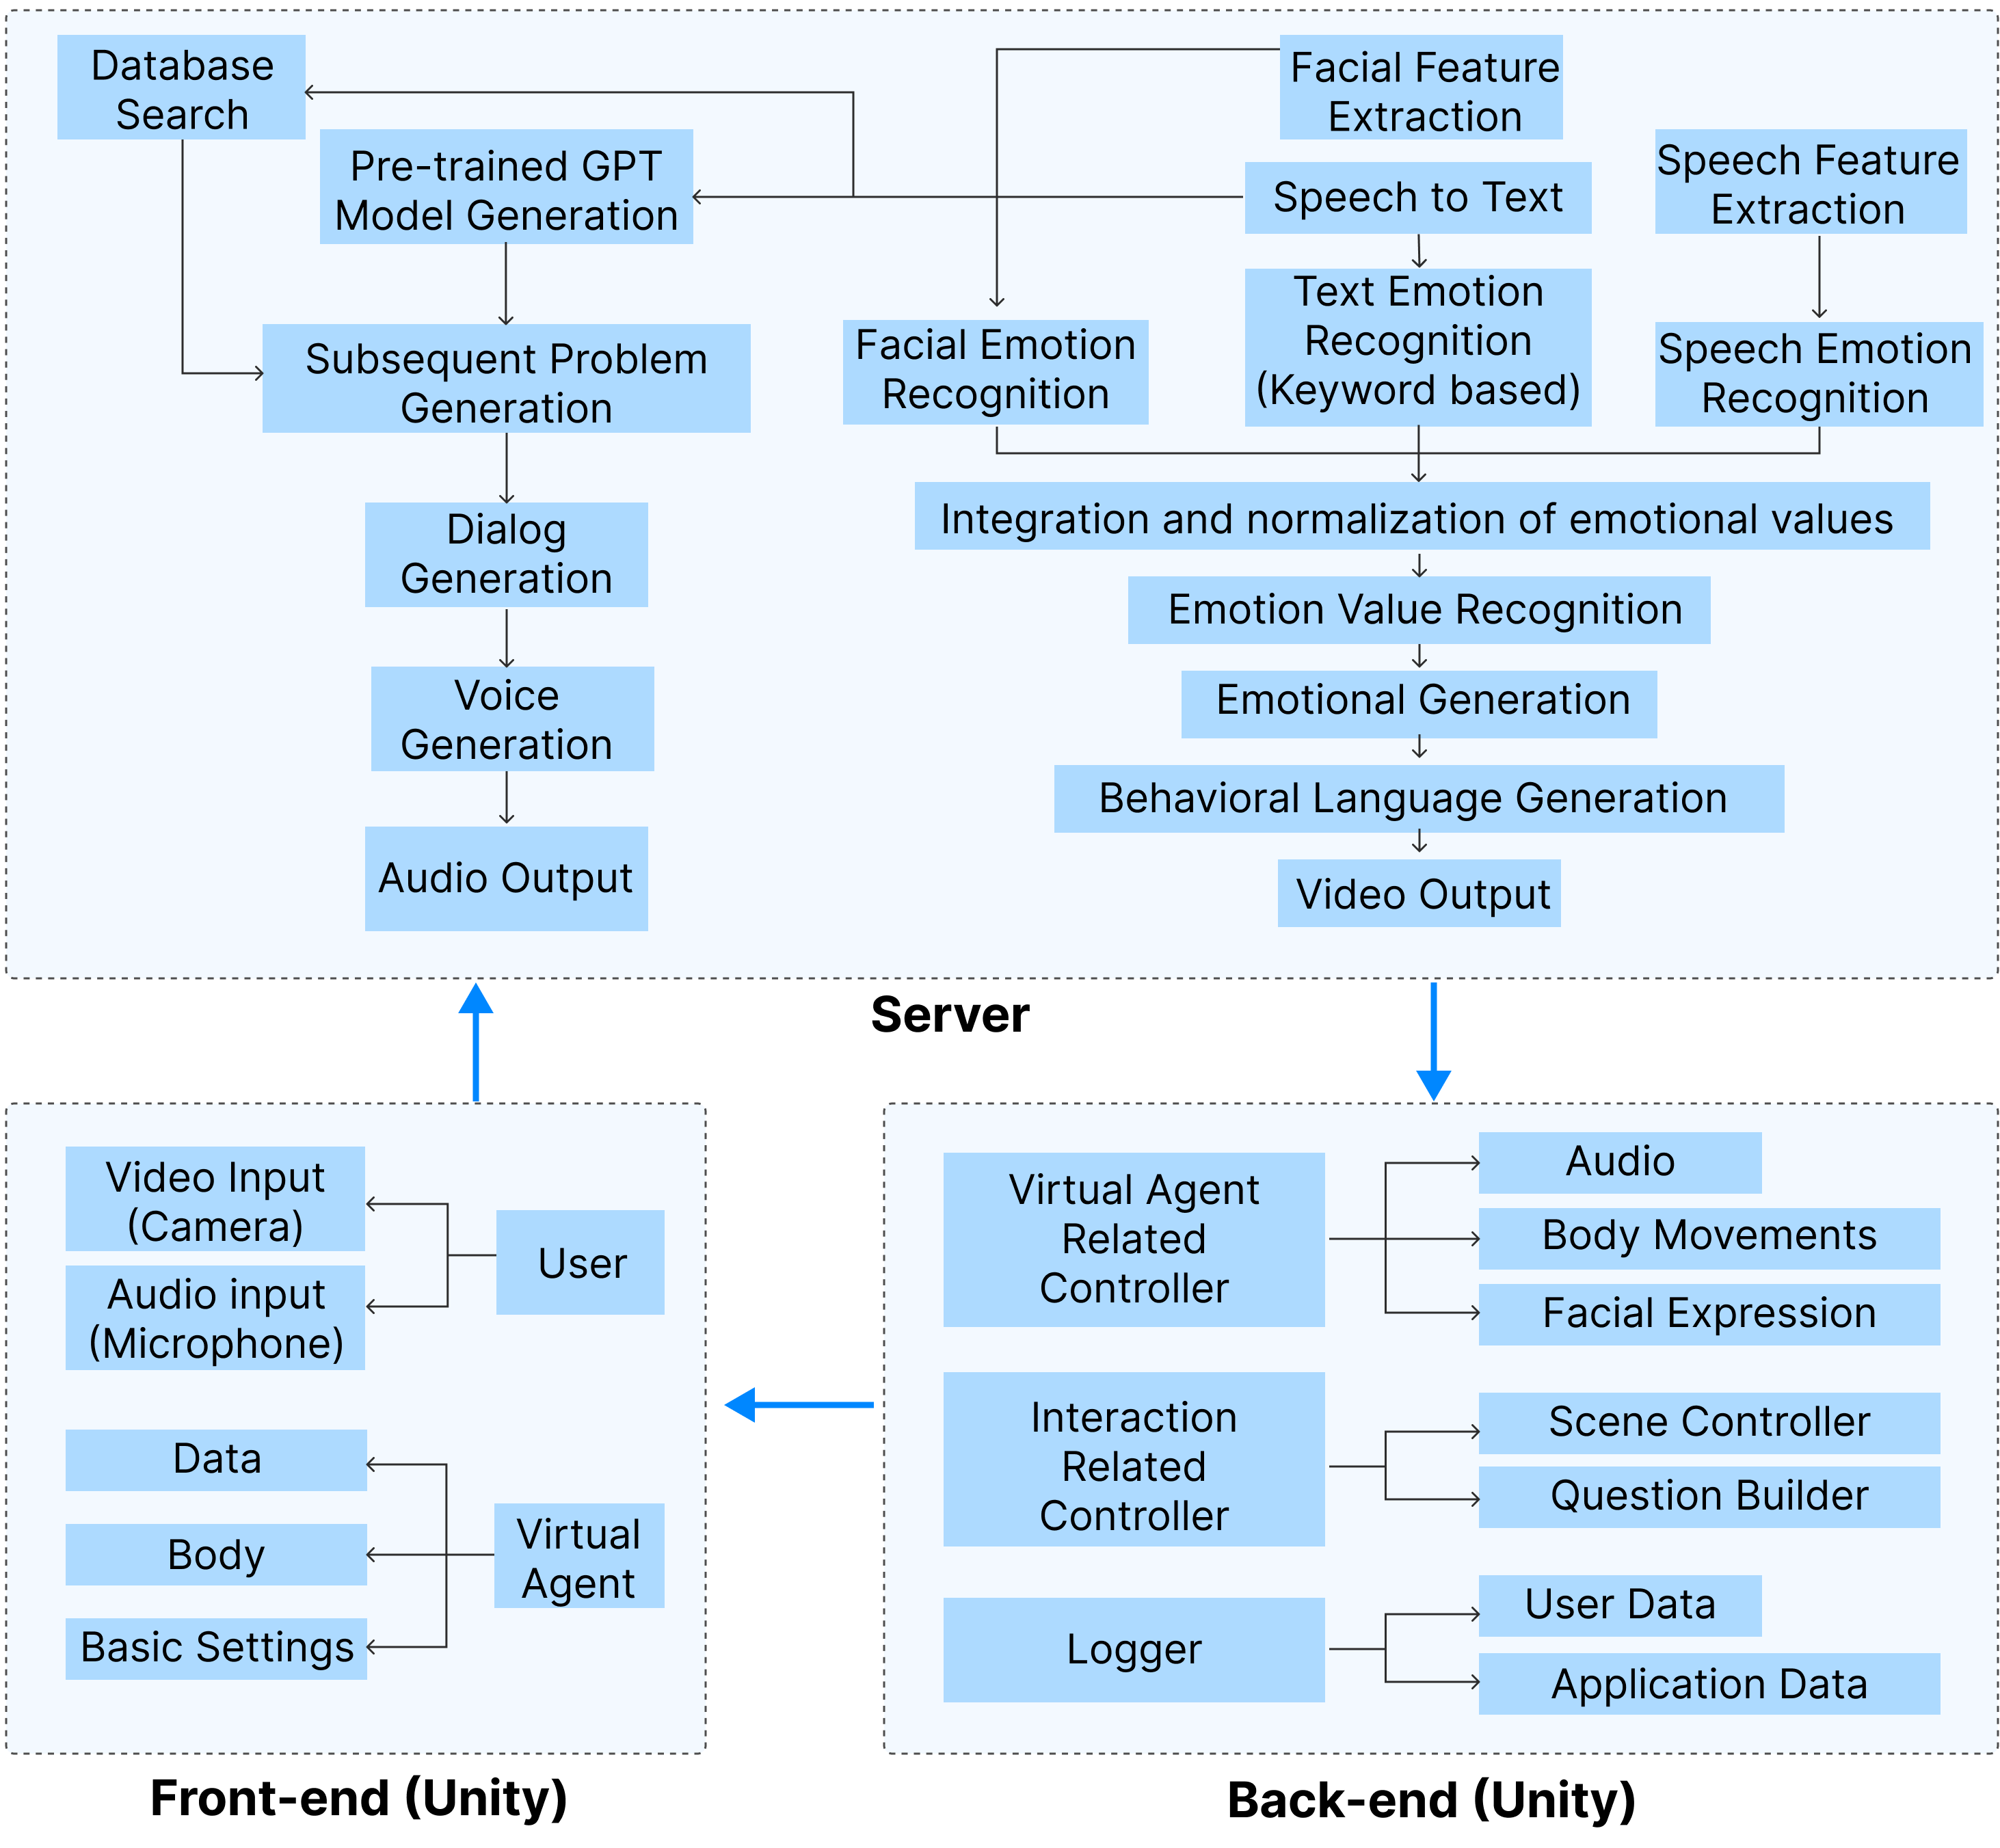 Database
Search
Pre-trained GPT
Model Generation
Subsequent Problem
Generation
Dialog
Generation
Voice
Generation
Audio Output
Facial Feature
Extraction
Speech to Text
Speech Feature
Extraction
Facial Emotion
Recognition
Text Emotion
Recognition
(Keyword based)
Speech Emotion
Recognition
Integration and normalization of emotional values
Emotion Value Recognition
Emotional Generation
Behavioral Language Generation
Video Output
Server
Video Input
(Camera)
Audio input
(Microphone)
User
Data
Body
Basic Settings
Virtual
Agent
Front-end (Unity)
Virtual Agent
Related
Controller
Audio
Body Movements
Facial Expression
Interaction
Related
Controller
Scene Controller
Question Builder
Logger
User Data
Application Data
Back-end (Unity)